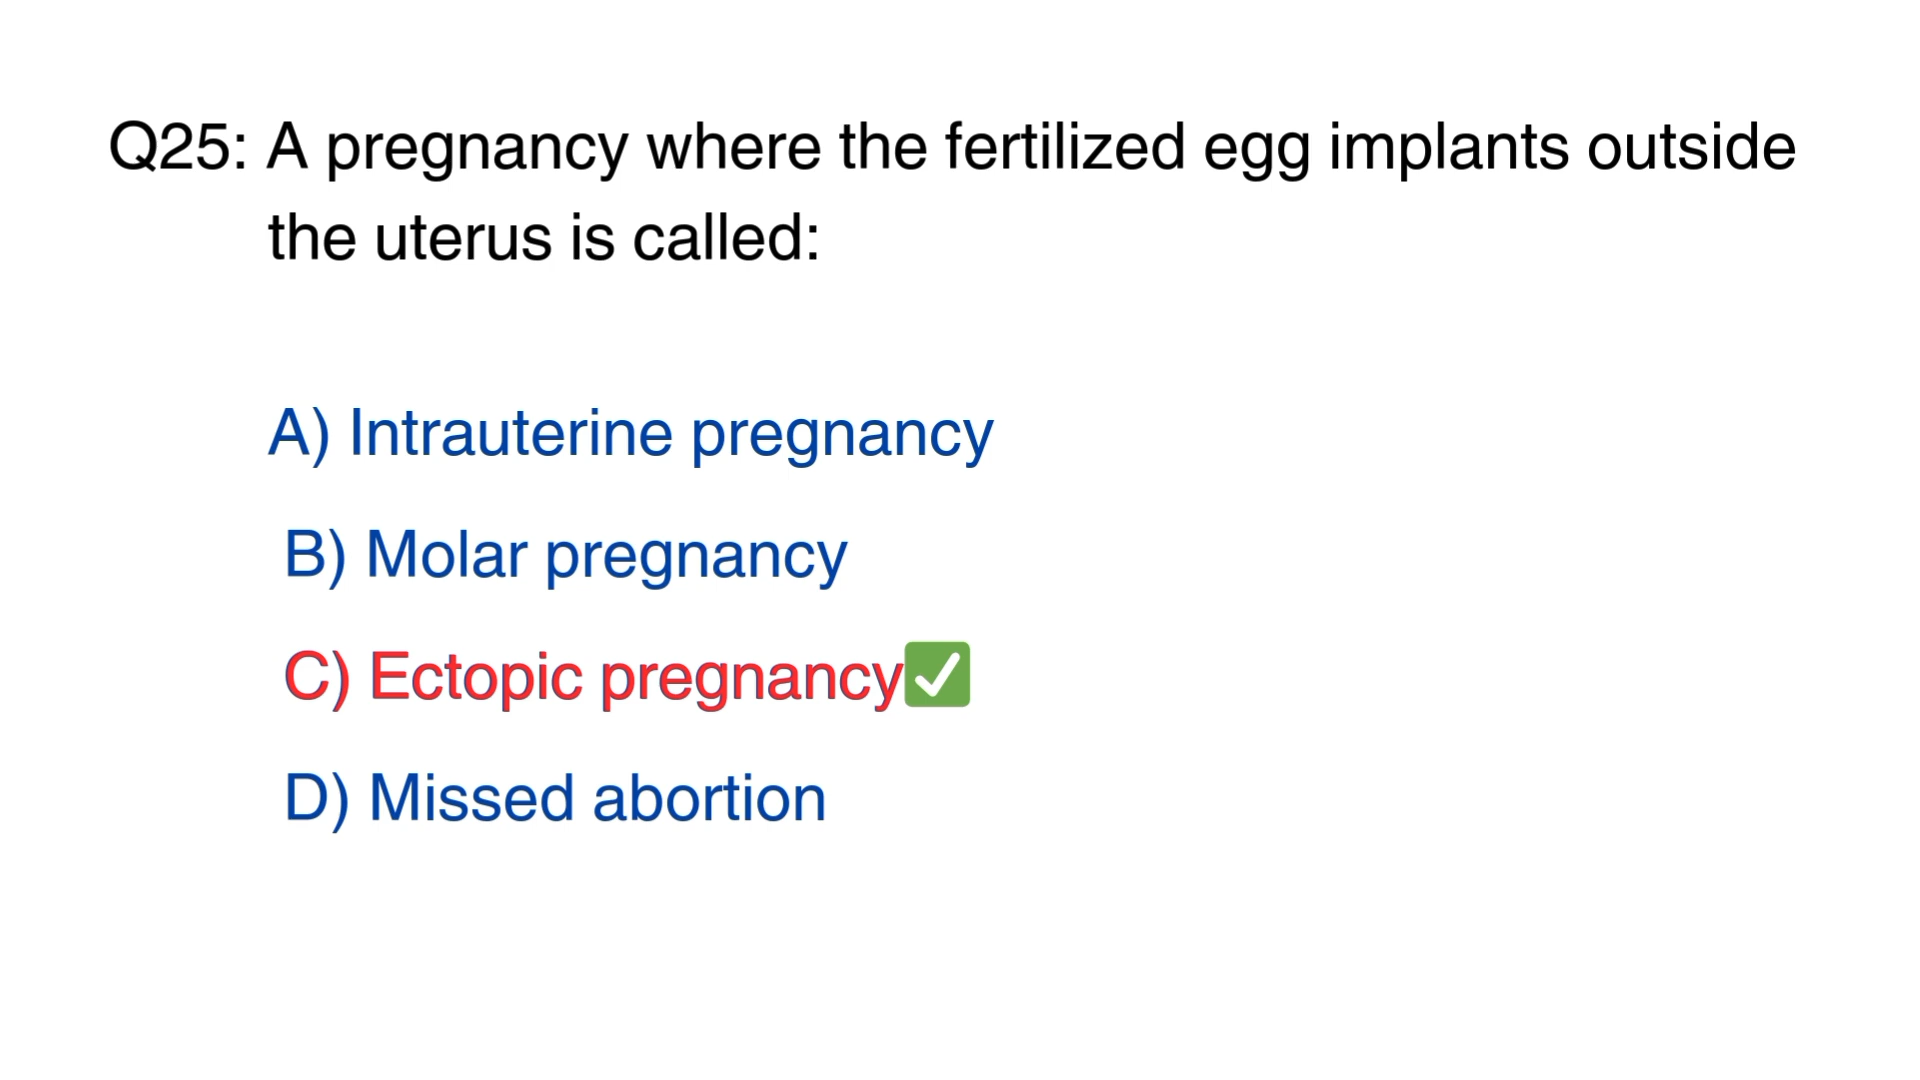 Q25: A pregnancy where the fertilized egg implants outside
the uterus is called:
A) Intrauterine pregnancy
B) Molar pregnancy
C) Ectopic pregnancy✅
D) Missed abortion